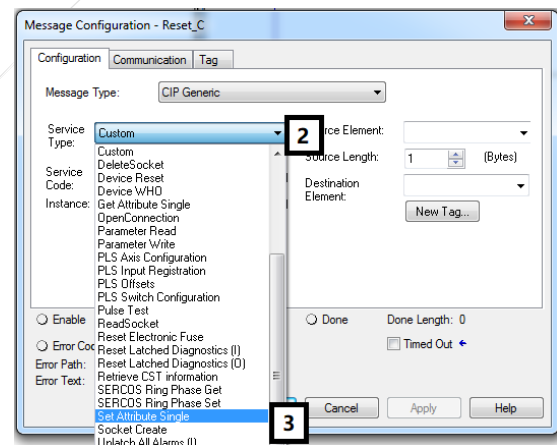 Message Configuration - Reset_C
Configuration Communication Tag
Message Type: CIP Generic
Service Type: Custom 2 Element:
Custom
DeleteSocket
Source Length: 1 (Bytes)
Service Code:
Device Reset
Device WHO
Destination Element:
Instance: Get Attribute Single
New Tag...
OpenConnection
Parameter Read
Parameter Write
PLS Axis Configuration
PLS Input Registration
PLS Offsets
PLS Switch Configuration
Pulse Test
Enable ReadSocket Done Done Length: 0
Reset Electronic Fuse
Error Reset Latched Diagnostics (I) Timed Out
Error Path: Reset Latched Diagnostics (O)
Error Text: Retrieve CST information
SERCOS Ring Phase Get
SERCOS Ring Phase Set
Set Attribute Single 3 Cancel Apply Help
Socket Create
Unlatch All Alarms (I)